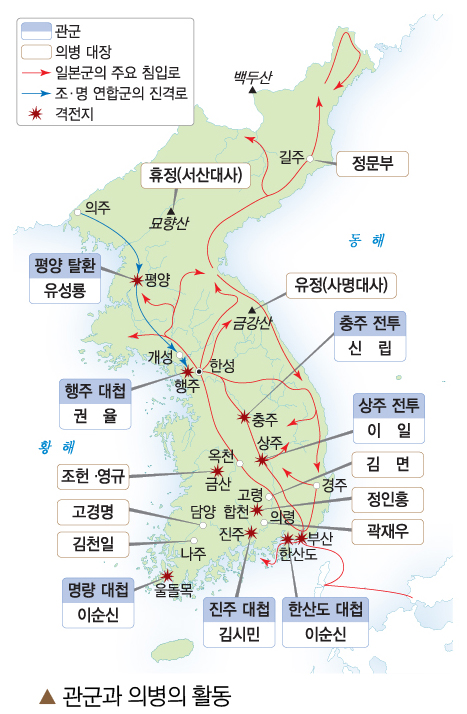 관군
의병 대장
일본군의 주요 침입로
조·명 연합군의 진격로
격전지
백두산
길주
정문부
휴정(서산대사)
의주
묘향산
동 해
평양 탈환
유성룡
평양
유정(사명대사)
금강산
충주 전투
신 립
개성
한성
행주
행주 대첩
권 율
충주
상주 전투
이 일
상주
황 해
옥천
조헌·영규
금산
김 면
경주
고령
합천
정인홍
고경명
담양
의령
곽재우
진주
김천일
나주
부산
한산도
명량 대첩
이순신
울돌목
진주 대첩
김시민
한산도 대첩
이순신
▲ 관군과 의병의 활동